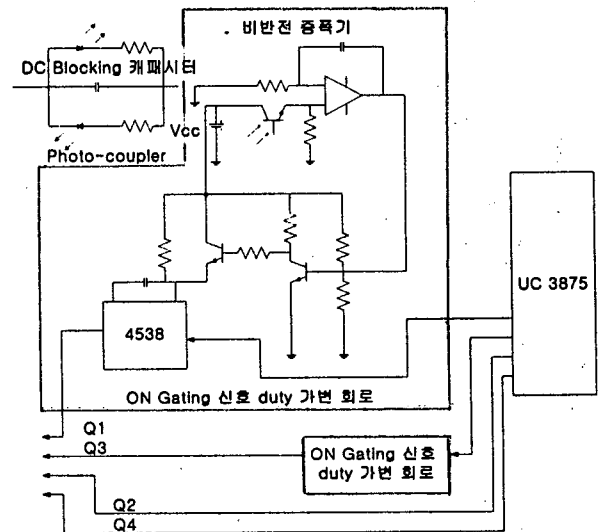 비반전 증폭기
DC Blocking 캐패시터
Vcc
Photo-coupler
UC 3875
4538
ON Gating 신호 duty 가변 회로
Q1
Q3
ON Gating 신호
duty 가변 회로
Q2
Q4